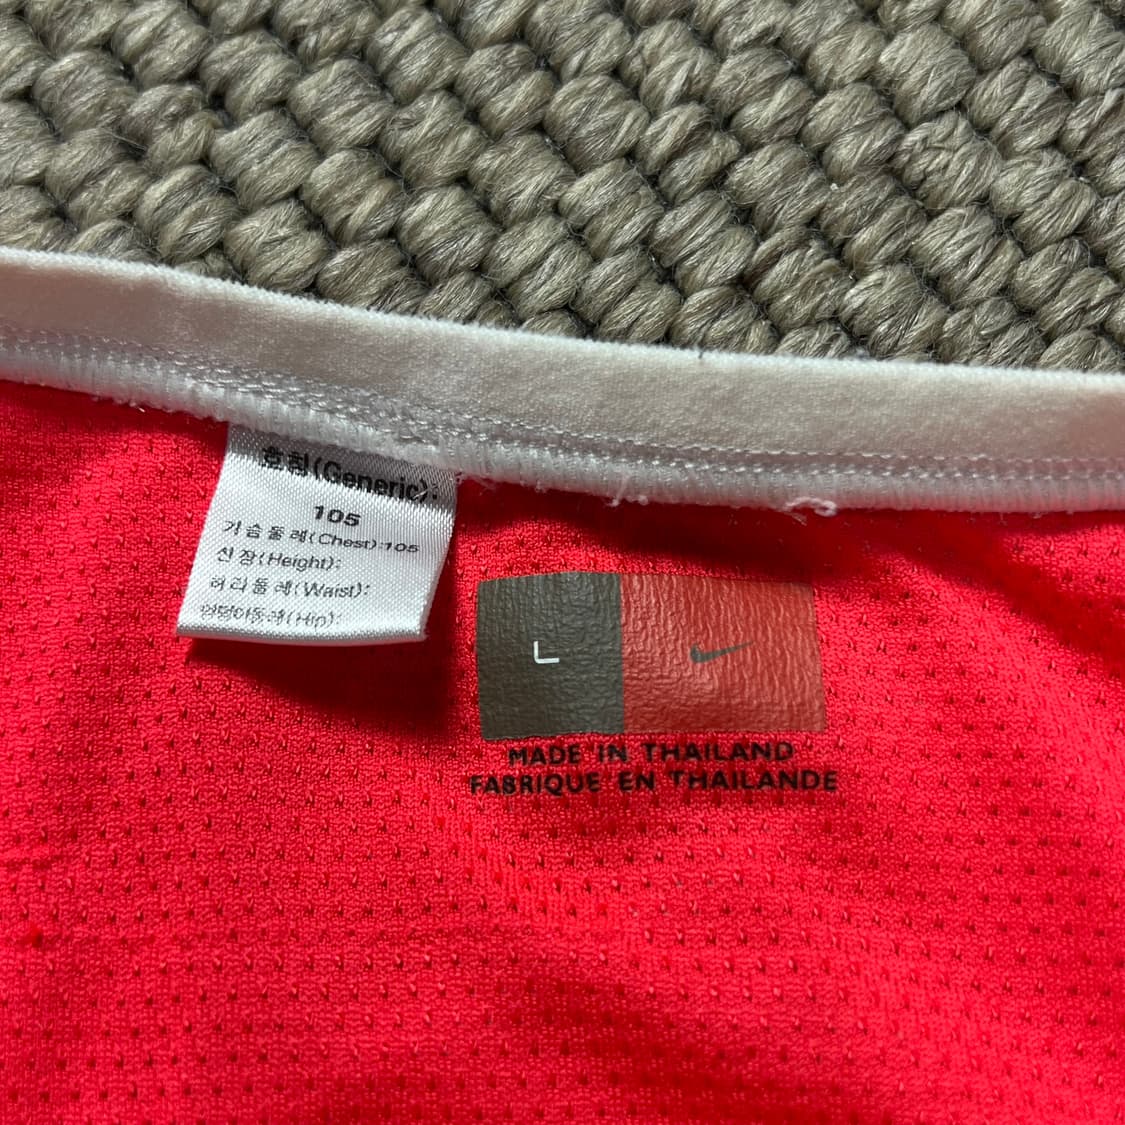 호칭(Generic):
105
가슴둘레(Chest):105
신장(Height):
허리둘레(Waist):
엉덩이둘레(Hip):
L
MADE IN THAILAND
FABRIQUE EN THAILANDE